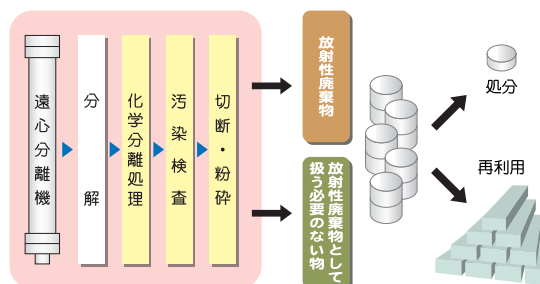 遠心分離機
分解
化学分離処理
汚染検査
切断・粉砕
放射性廃棄物
放射性廃棄物として
扱う必要のない物
処分
再利用